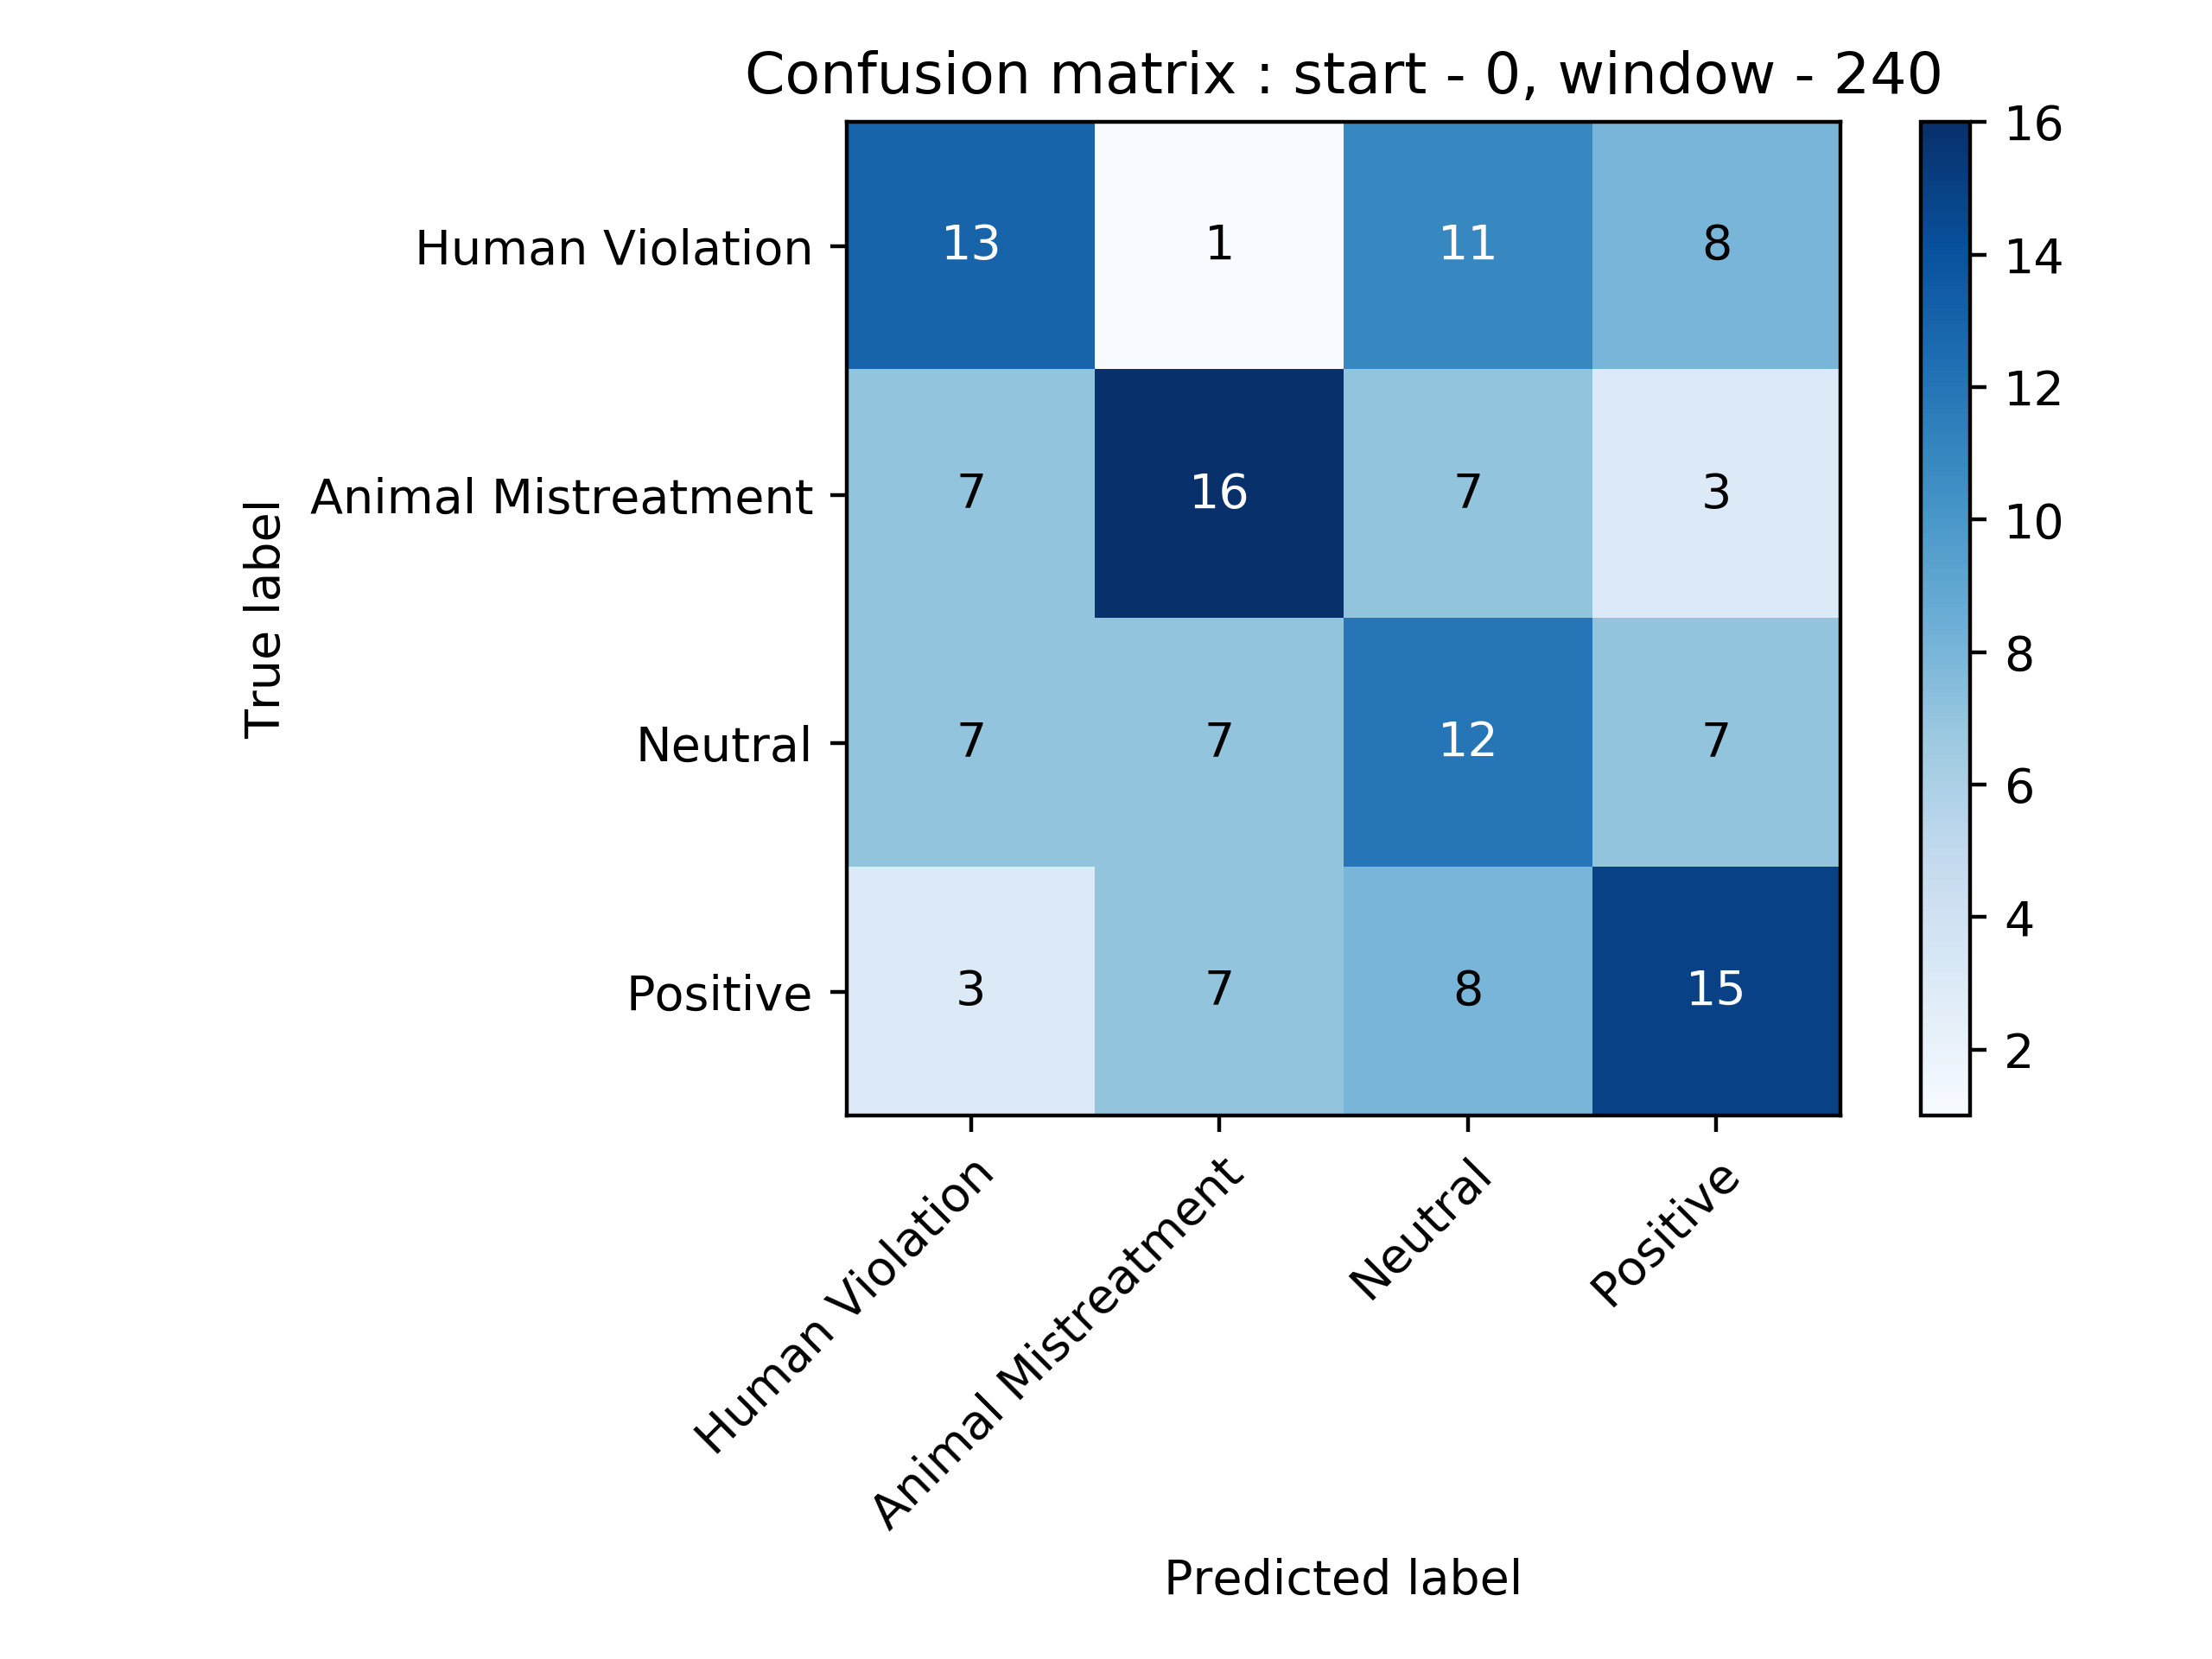 Confusion matrix : start - 0, window - 240
True label
Human Violation
13 1 11 8
Animal Mistreatment
7 16 7 3
Neutral
7 7 12 7
Positive
3 7 8 15
Human Violation
Animal Mistreatment
Neutral
Positive
Predicted label
16
14
12
10
8
6
4
2